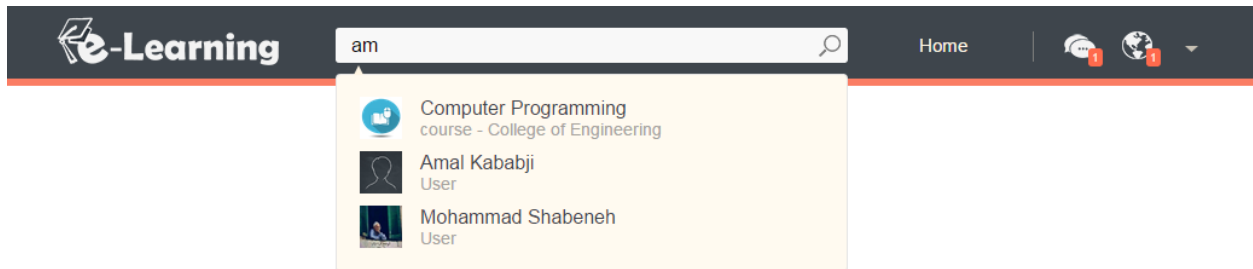 e-Learning
am
Home
1
1
Computer Programming
course - College of Engineering
Amal Kababji
User
Mohammad Shabeneh
User